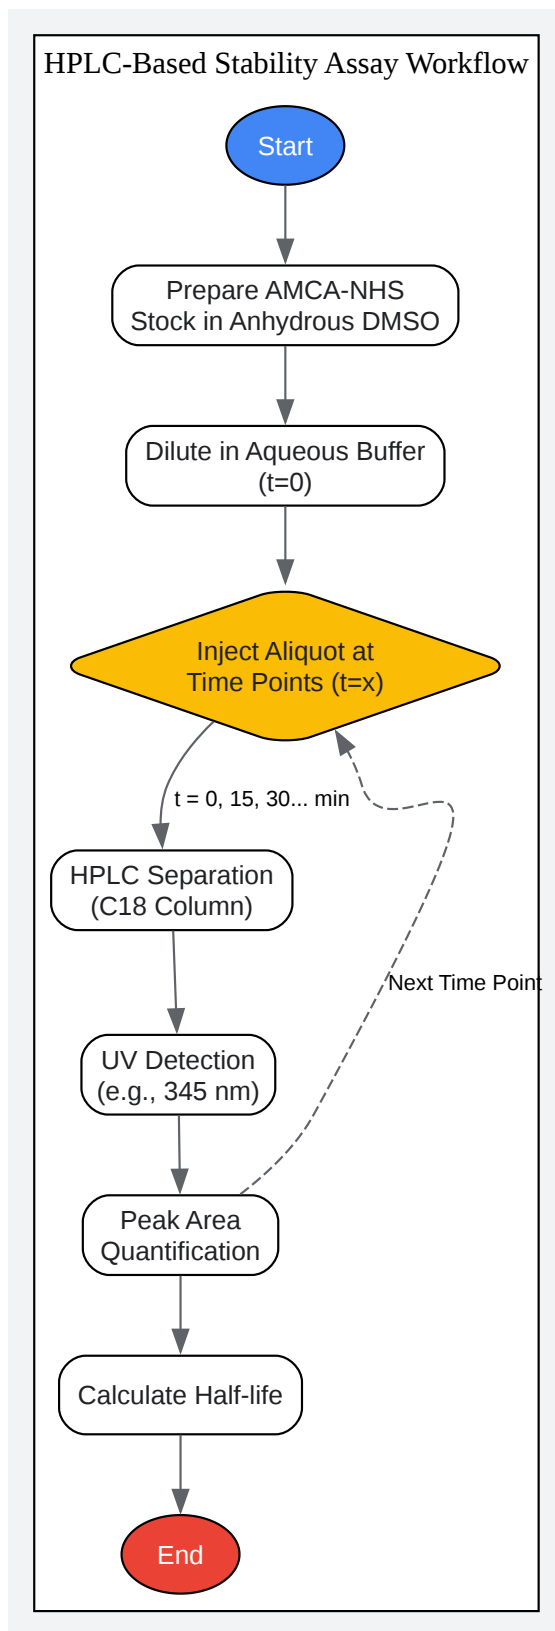 HPLC-Based Stability Assay Workflow
Start
Prepare AMCA-NHS
Stock in Anhydrous DMSO
Dilute in Aqueous Buffer
(t=0)
Inject Aliquot at
Time Points (t=x)
t = 0, 15, 30... min
HPLC Separation
(C18 Column)
Next Time Point
UV Detection
(e.g., 345 nm)
Peak Area
Quantification
Calculate Half-life
End